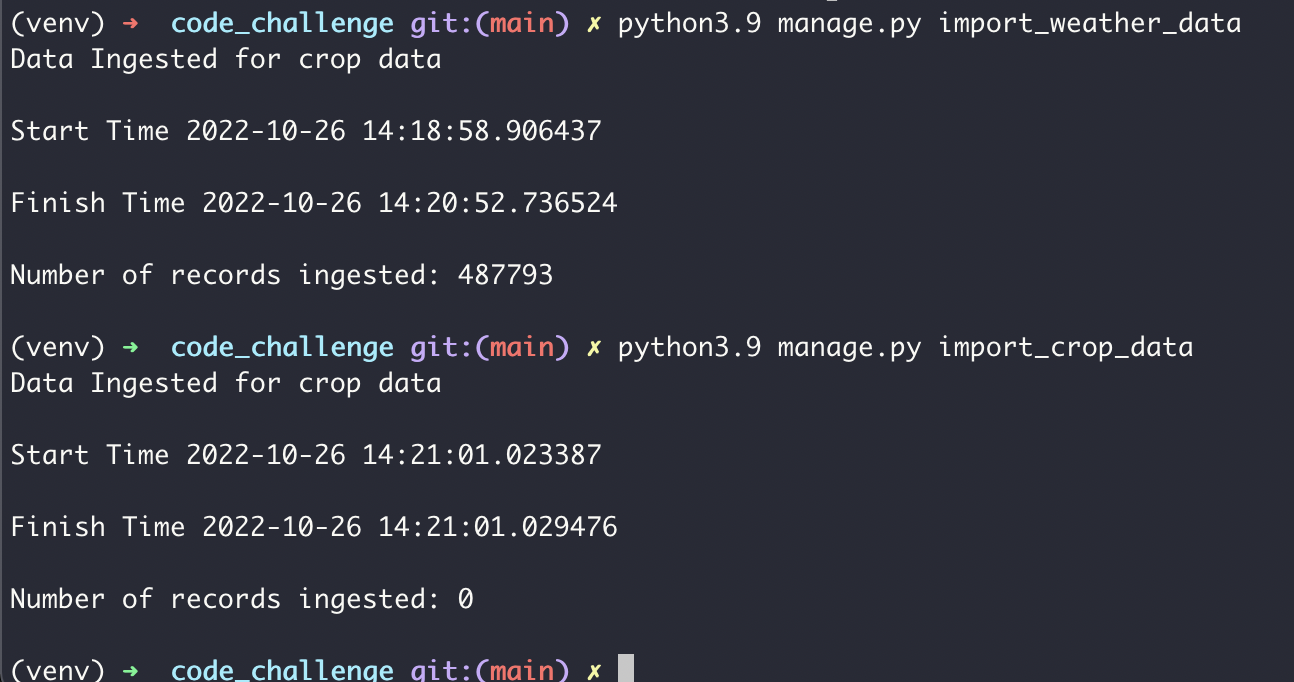 (venv) ➜  code_challenge git:(main) ✗ python3.9 manage.py import_weather_data
Data Ingested for crop data
Start Time 2022-10-26 14:18:58.906437
Finish Time 2022-10-26 14:20:52.736524
Number of records ingested: 487793
(venv) ➜  code_challenge git:(main) ✗ python3.9 manage.py import_crop_data
Data Ingested for crop data
Start Time 2022-10-26 14:21:01.023387
Finish Time 2022-10-26 14:21:01.029476
Number of records ingested: 0
(venv) ➜  code_challenge git:(main) ✗